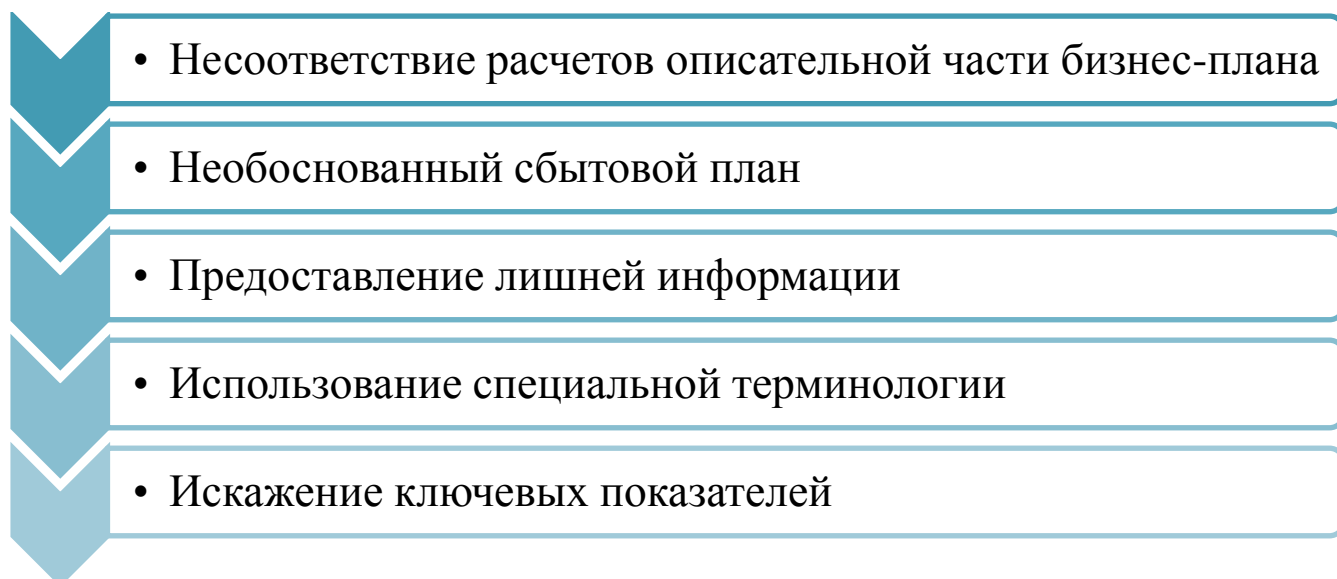 • Несоответствие расчетов описательной части бизнес-плана
• Необоснованный сбытовой план
• Предоставление лишней информации
• Использование специальной терминологии
• Искажение ключевых показателей